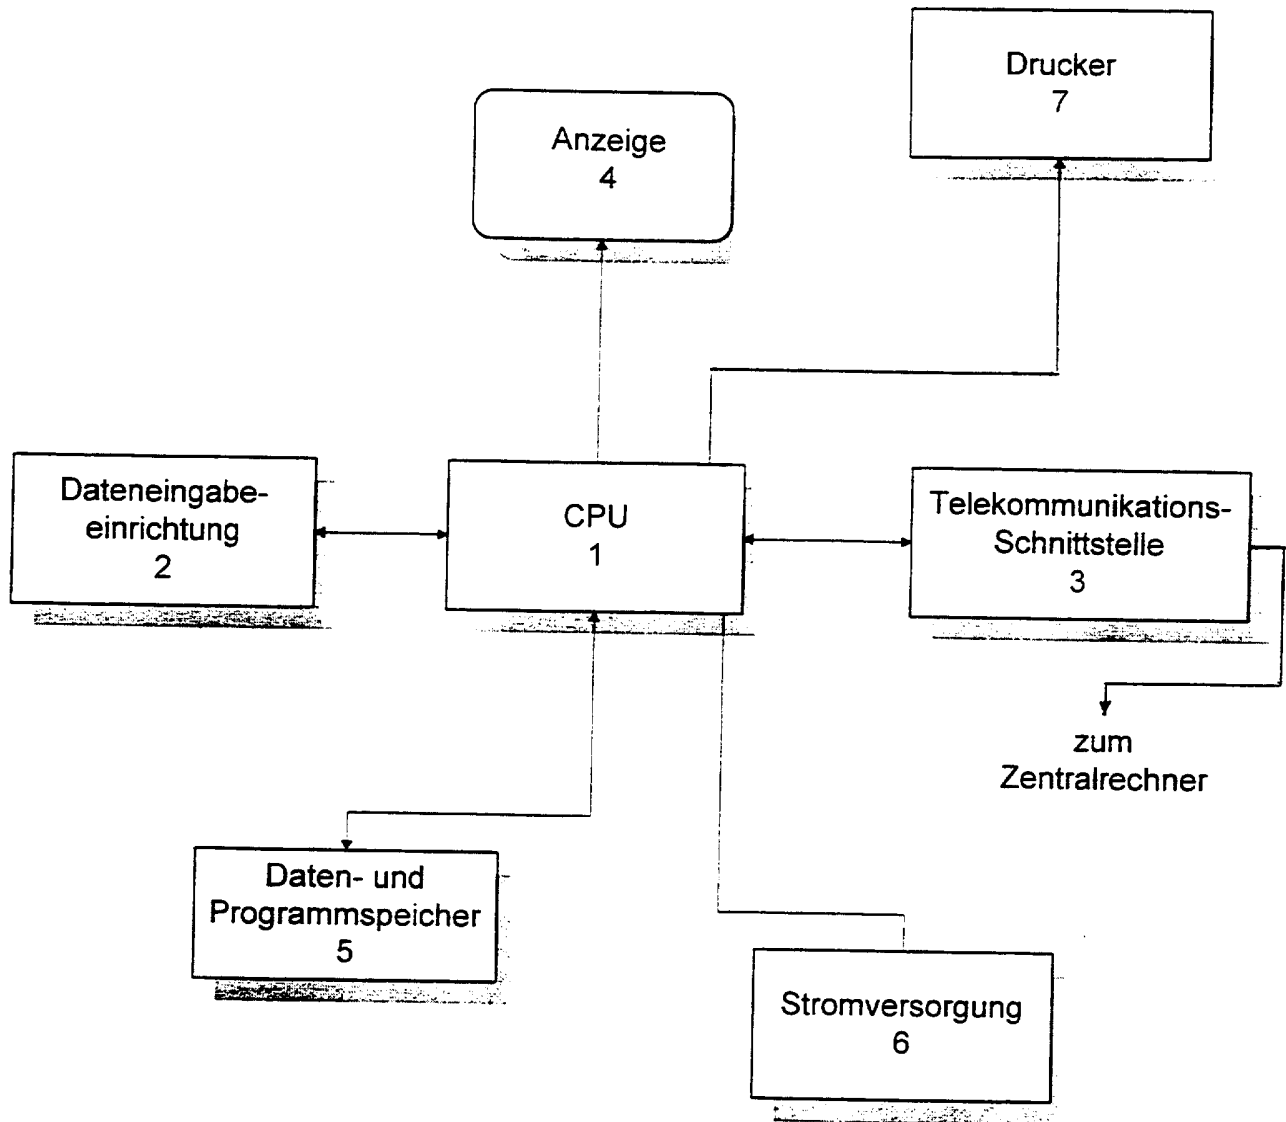 Drucker
7
Anzeige
4
Dateneingabe-
einrichtung
2
CPU
1
Telekommunikations-
Schnittstelle
3
zum
Zentralrechner
Daten- und
Programmspeicher
5
Stromversorgung
6